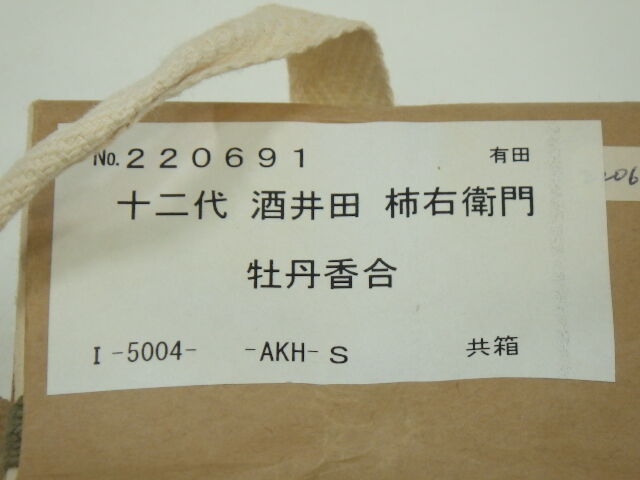 No. 220691 有田
十二代 酒井田 柿右衛門
牡丹香合
I -5004- -AKH- S 共箱
206